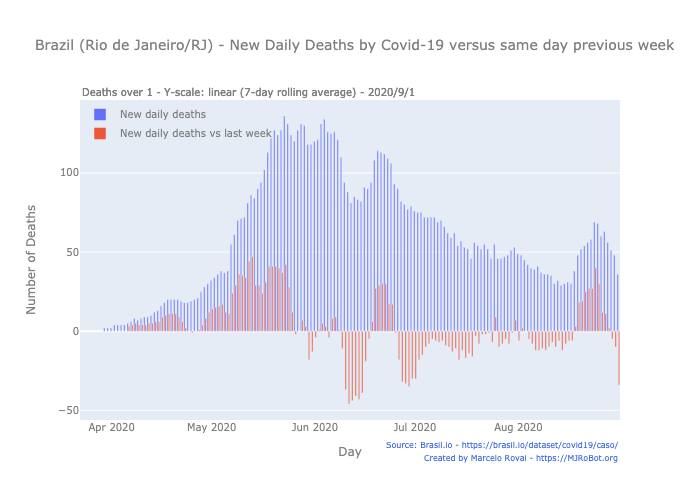 Brazil (Rio de Janeiro/RJ) - New Daily Deaths by Covid-19 versus same day previous week
Deaths over 1 - Y-scale: linear (7-day rolling average) - 2020/9/1
New daily deaths
New daily deaths vs last week
Number of Deaths
100
50
0
−50
Apr 2020
May 2020
Jun 2020
Jul 2020
Aug 2020
Day
Source: Brasil.io - https://brasil.io/dataset/covid19/caso/
Created by Marcelo Rovai - https://MJRoBot.org